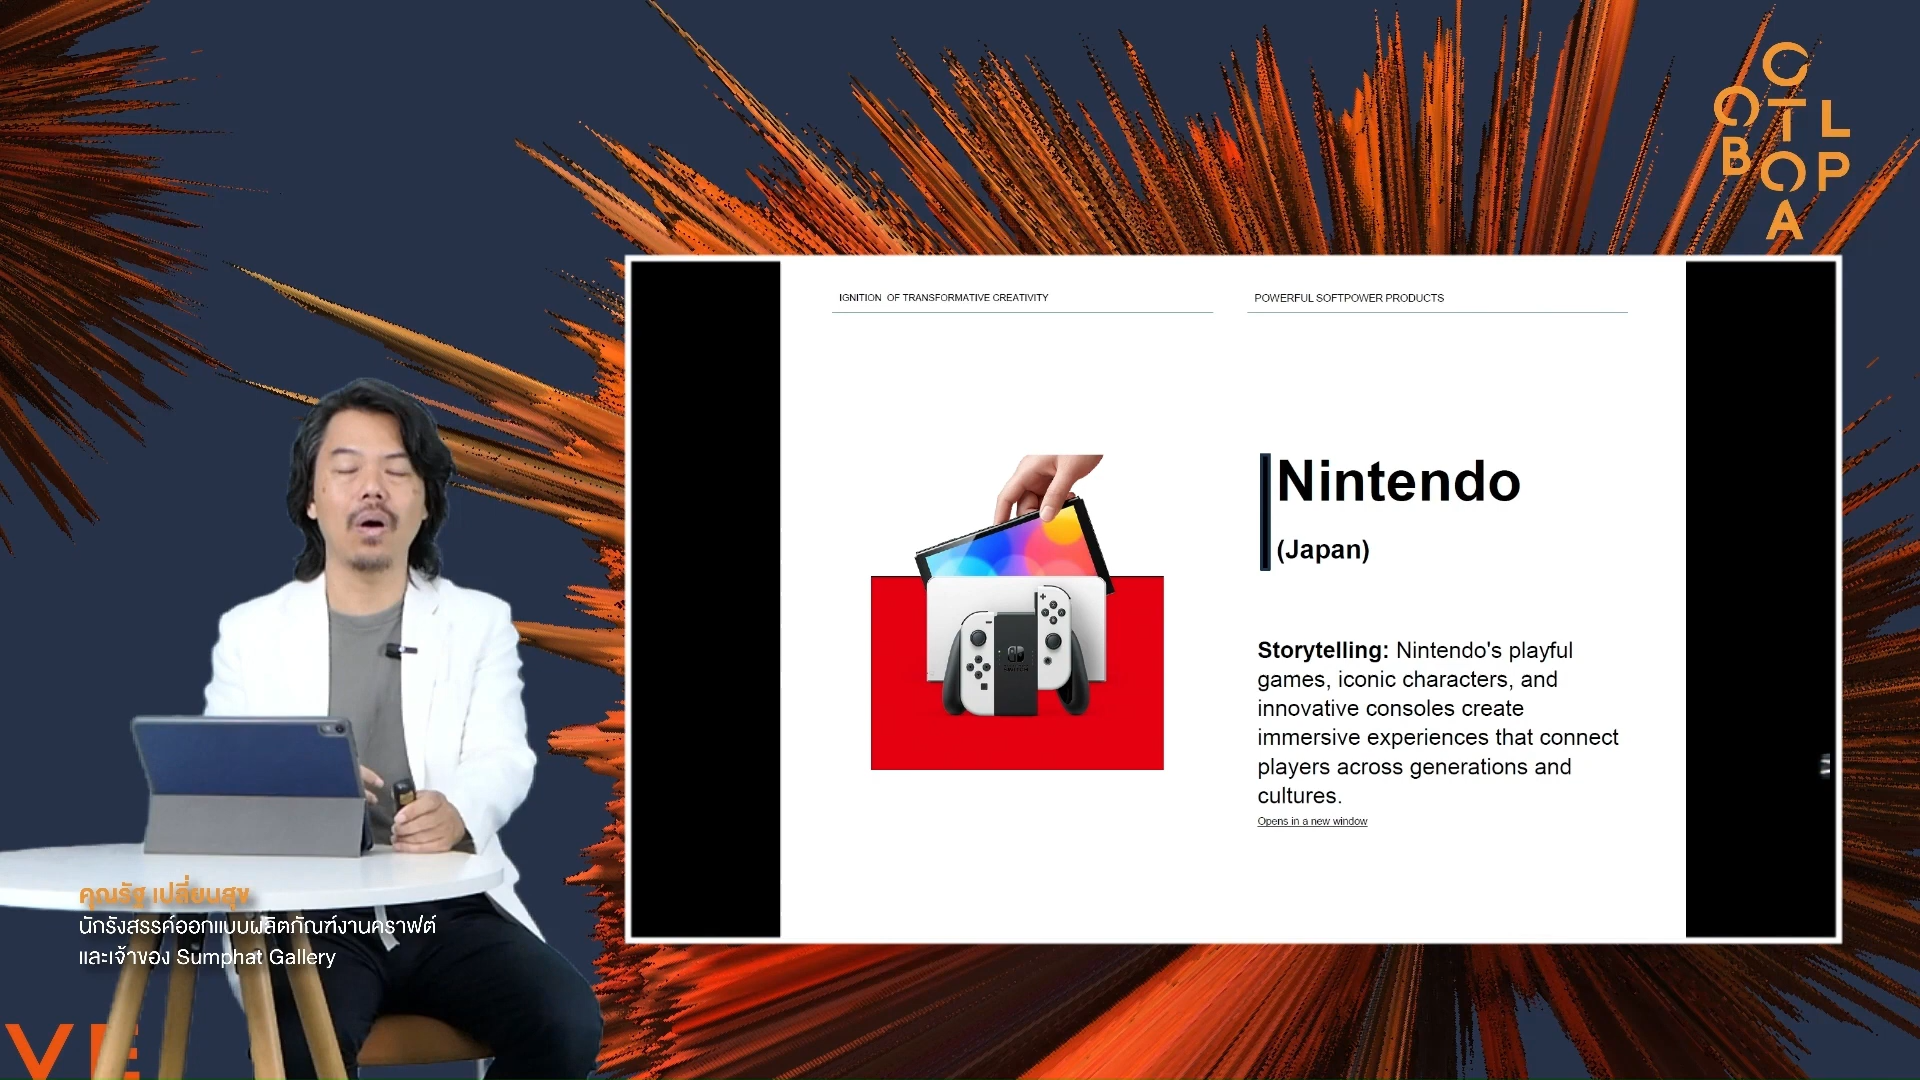 C
O T L
B O P
A
IGNITION OF TRANSFORMATIVE CREATIVITY
POWERFUL SOFTPOWER PRODUCTS
Nintendo
(Japan)
Storytelling: Nintendo's playful
games, iconic characters, and
innovative consoles create
immersive experiences that connect
players across generations and
cultures.
Opens in a new window
คุณรัฐ เปลี่ยนสุข
นักรังสรรค์ออกแบบผลิตภัณฑ์งานคราฟต์
และเจ้าของ Sumphat Gallery
VE